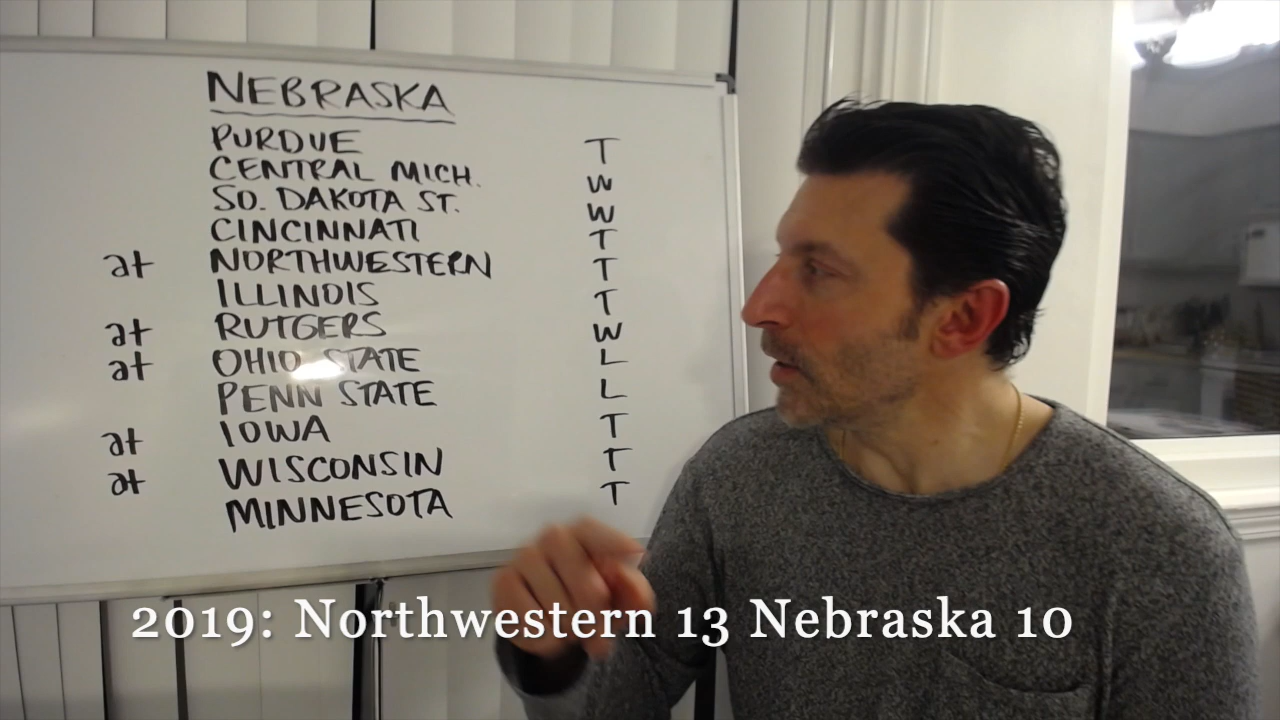 NEBRASKA
PURDUE T
CENTRAL MICH. W
SO. DAKOTA ST. W
CINCINNATI T
at NORTHWESTERN T
ILLINOIS T
at RUTGERS W
at OHIO STATE L
PENN STATE L
at IOWA T
at WISCONSIN T
MINNESOTA T
2019: Northwestern 13 Nebraska 10